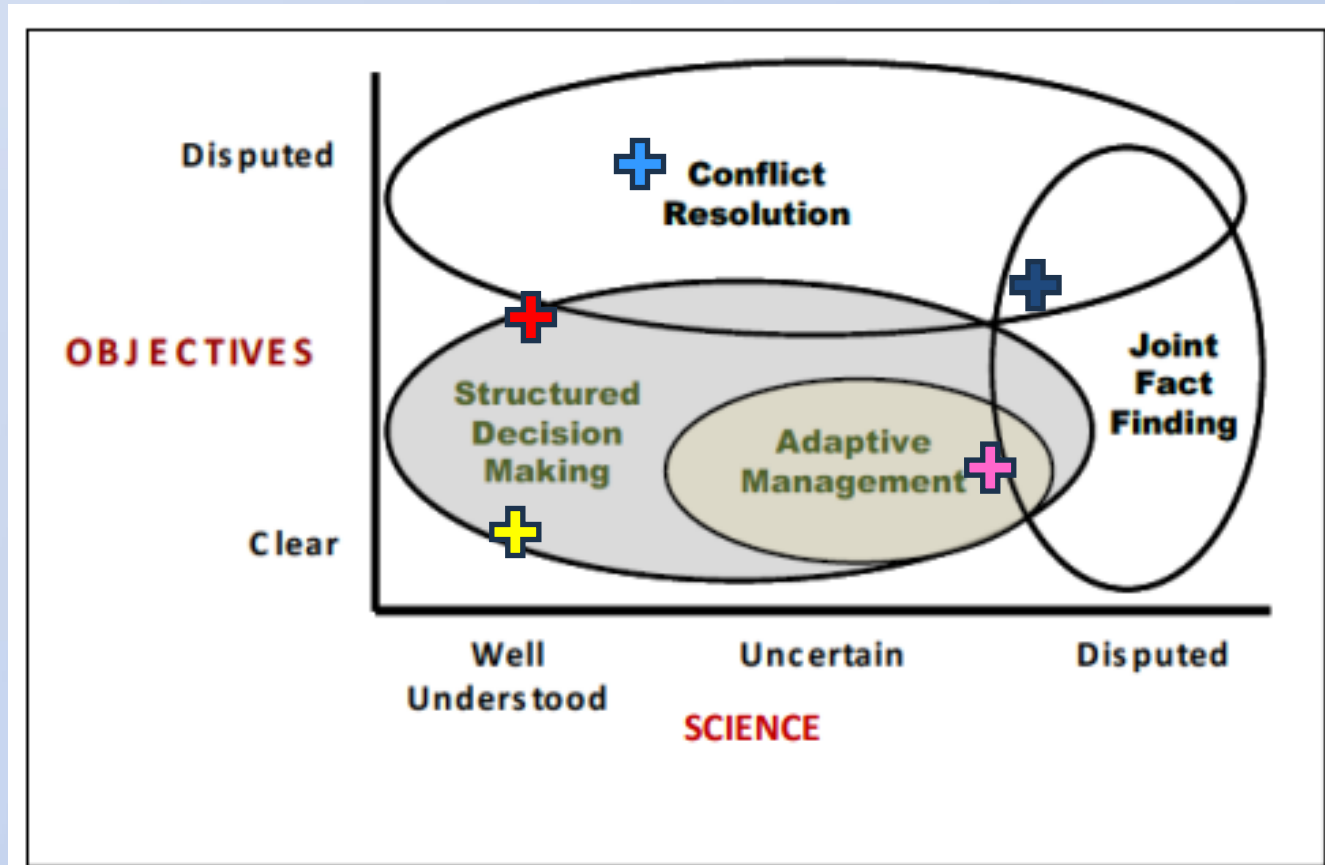 Disputed
Conflict
Resolution
OBJECTIVES
Joint
Fact
Finding
Structured
Decision
Making
Adaptive
Management
Clear
Well
Understood
Uncertain
Disputed
SCIENCE